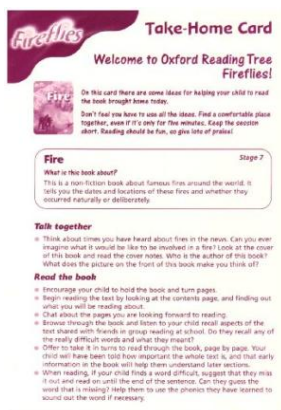 Fireflies
Take-Home Card
Welcome to Oxford Reading Tree
Fireflies!
Fire
On this card there are some ideas for helping your child to read
the book brought home today.
Don't feel you have to use all the ideas. Find a comfortable place
together, even if it's only for five minutes. Keep the session
short. Reading should be fun, so give lots of praise!
Fire
Stage 7
What is this book about?
This is a non-fiction book about famous fires around the world. It
tells you the dates and locations of these fires and whether they
occurred naturally or deliberately.
Talk together
Think about times you have heard about fires in the news. Can you ever
imagine what it would be like to be involved in a fire? Look at the cover
of this book and read the cover notes. Who is the author of this book?
What does the picture on the front of this book make you think of?
Read the book
Encourage your child to hold the book and turn pages.
Begin reading the text by looking at the contents page, and finding out
what you will be reading about.
Chat about the pages you are looking forward to reading.
Browse through the book and listen to your child recall aspects of the
text shared with friends in group reading at school. Do they recall any of
the really difficult words and what they meant?
Offer to take it in turns to read through the book, page by page. Your
child will have been told how important the whole text is, and that early
information in the book will help them understand later sections.
When reading, if your child finds a word difficult, suggest that they miss
it out and read on until the end of the sentence. Can they guess the
word that is missing? Help them to use the phonics they have learned to
sound out the word if necessary.